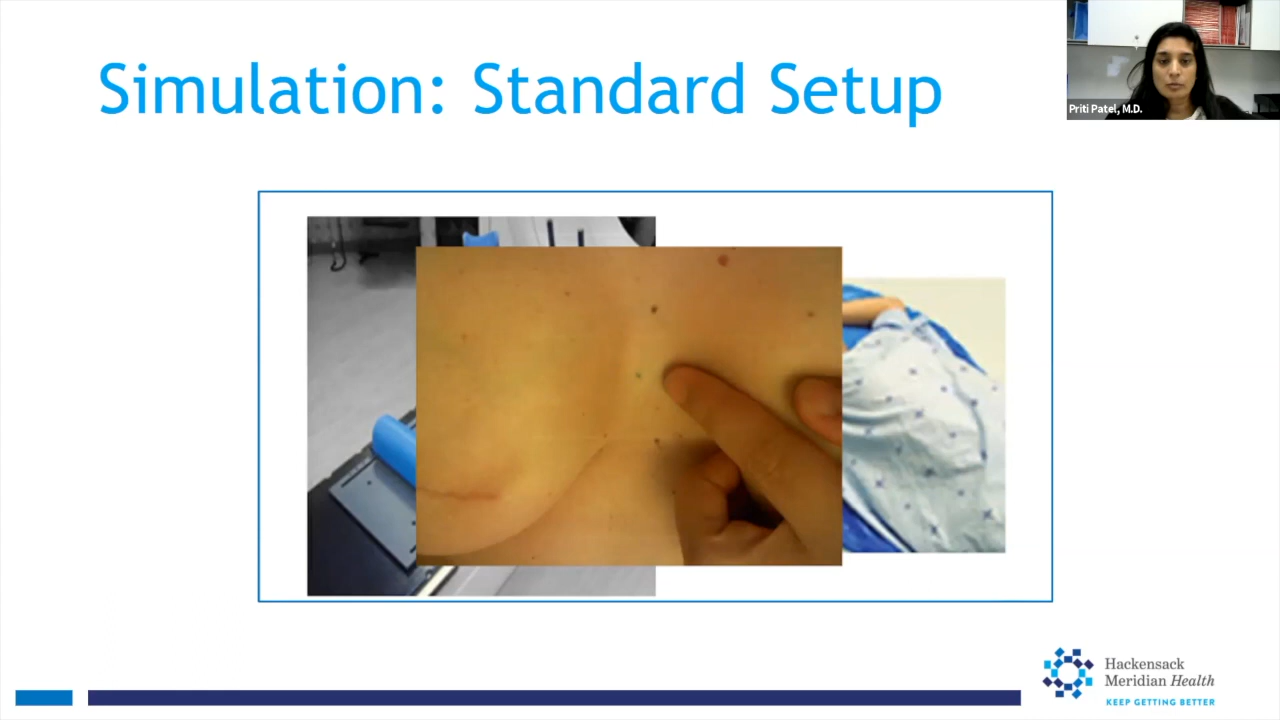 Simulation: Standard Setup
Priti Patel, M.D.
Hackensack
Meridian Health
KEEP GETTING BETTER